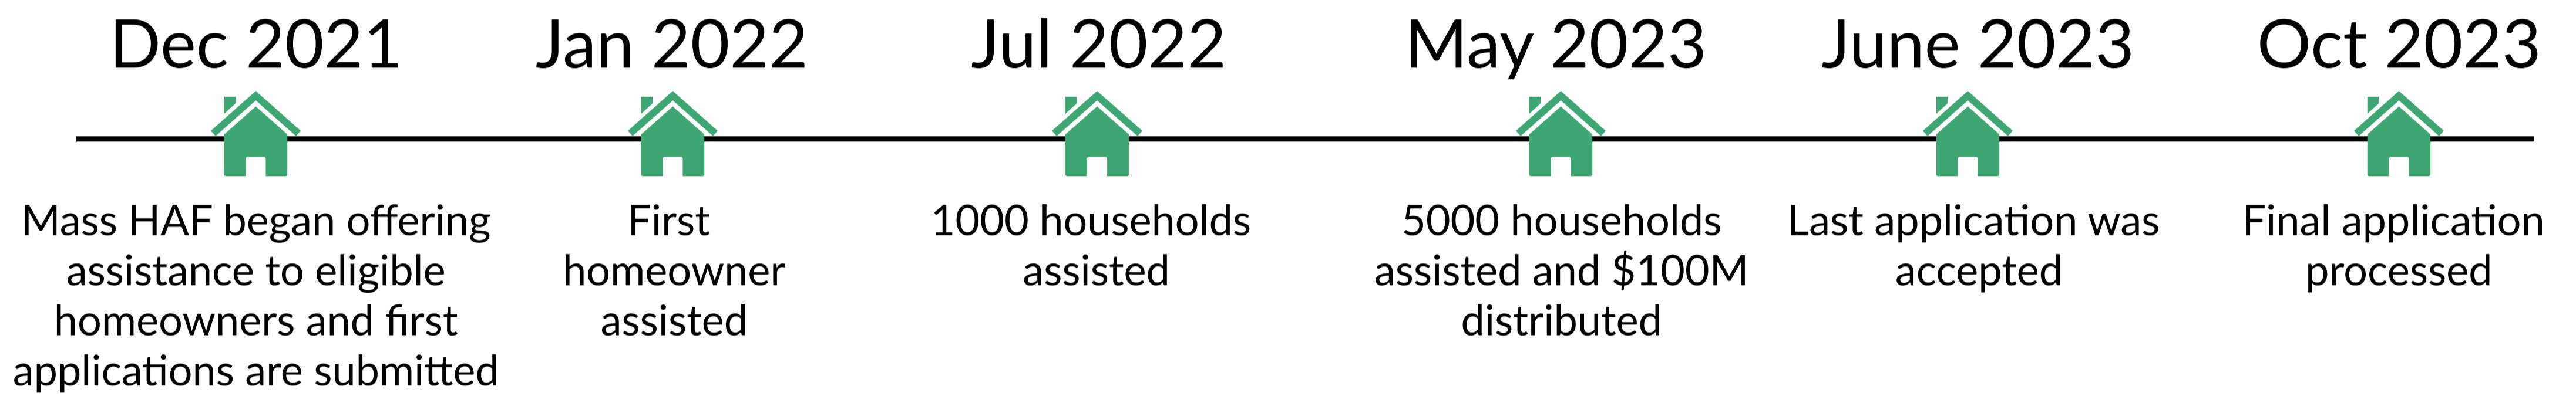 Dec 2021
Mass HAF began offering
assistance to eligible
homeowners and first
applications are submitted
Jan 2022
First
homeowner
assisted
Jul 2022
1000 households
assisted
May 2023
5000 households
assisted and $100M
distributed
June 2023
Last application was
accepted
Oct 2023
Final application
processed